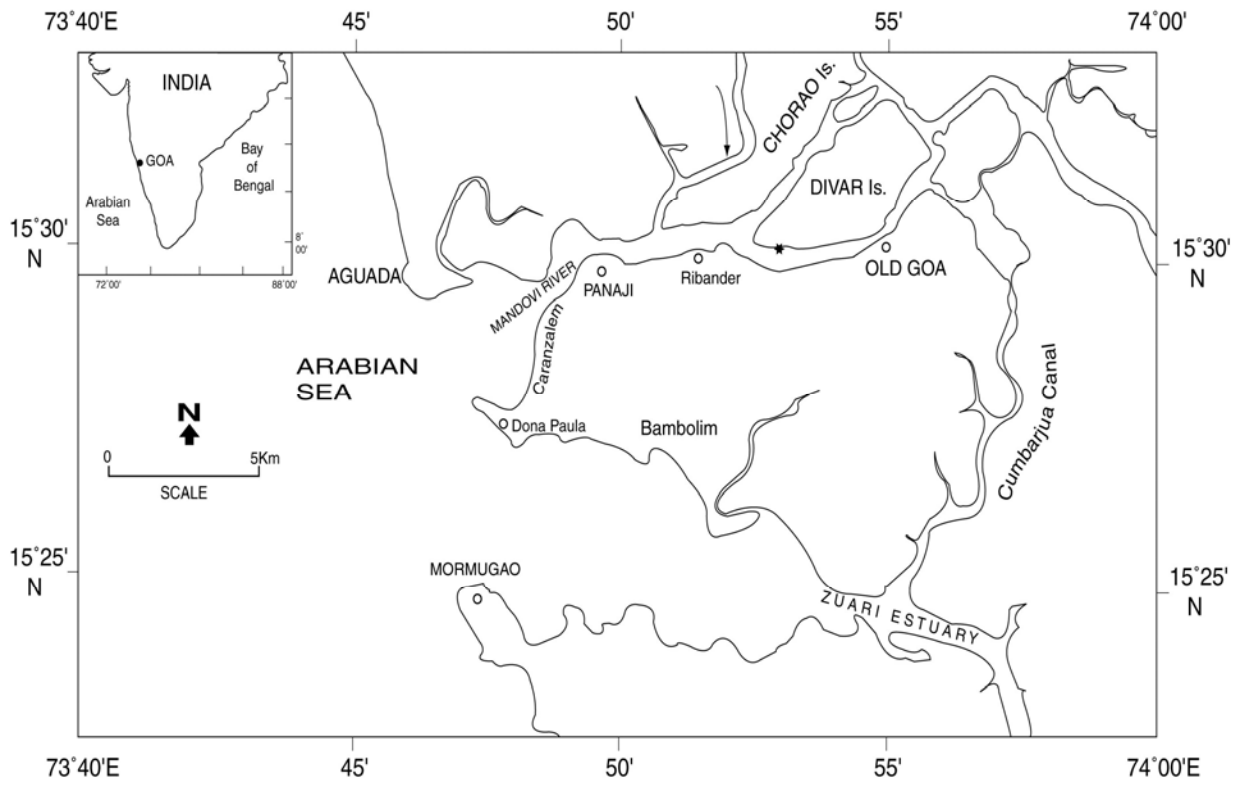 73°40'E
45'
50'
55'
74°00'
INDIA
GOA
Bay
of
Bengal
Arabian
Sea
8°
00'
72°00'
88°00'
CHORAO Is.
DIVAR Is.
15°30'
N
15°30'
N
AGUADA
MANDOVI RIVER
PANAJI
Ribander
OLD GOA
Caranzalem
ARABIAN
SEA
N
0
5Km
SCALE
Dona Paula
Bambolim
Cumbarjua Canal
15°25'
N
15°25'
N
MORMUGAO
ZUARI ESTUARY
73°40'E
45'
50'
55'
74°00'E